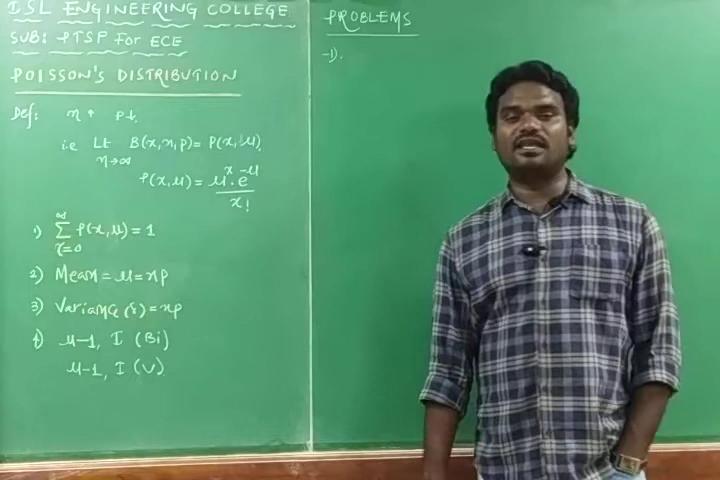 ISL ENGINEERING COLLEGE
SUB: PTSP for ECE
POISSON'S DISTRIBUTION
Def: n↑ P↓
i.e Lt n→∞ B(x,n,p) = P(x,μ)
P(x,μ) = μ^x · e^-μ / x!
1) ∑ x=0 ∞ P(x,μ) = 1
2) Mean = μ = np
3) Variance = np
4) μ-1, I (Bi)
μ-1, I (U)
PROBLEMS
1).